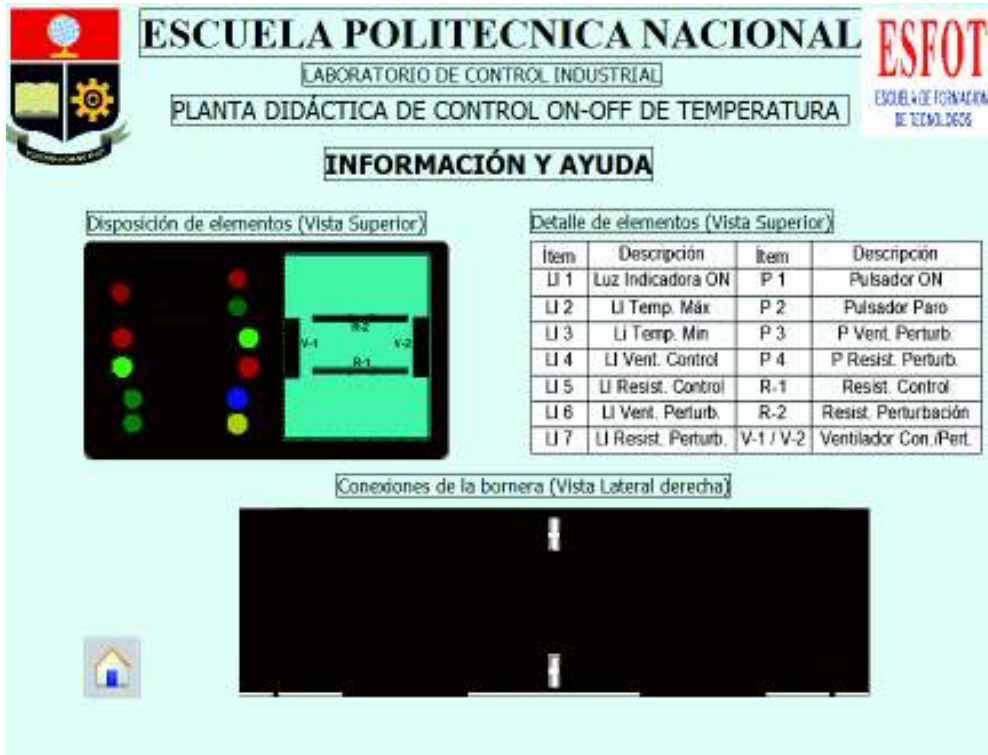 ESCUELA POLITECNICA NACIONAL
LABORATORIO DE CONTROL INDUSTRIAL
PLANTA DIDÁCTICA DE CONTROL ON-OFF DE TEMPERATURA
ESFOT
ESCUELA DE FORMACION
DE TECNOLOGOS
INFORMACIÓN Y AYUDA
Disposición de elementos (Vista Superior)
R-2
V-1 V-2
R-1
Detalle de elementos (Vista Superior)
Ítem Descripción Ítem Descripción
LI 1 Luz Indicadora ON P 1 Pulsador ON
LI 2 LI Temp. Máx P 2 Pulsador Paro
LI 3 Li Temp. Min P 3 P Vent. Perturb.
LI 4 LI Vent. Control P 4 P Resist. Perturb.
LI 5 LI Resist. Control R-1 Resist. Control
LI 6 LI Vent. Perturb. R-2 Resist. Perturbación
LI 7 LI Resist. Perturb. V-1 / V-2 Ventilador Con./Pert.
Conexiones de la bornera (Vista Lateral derecha)